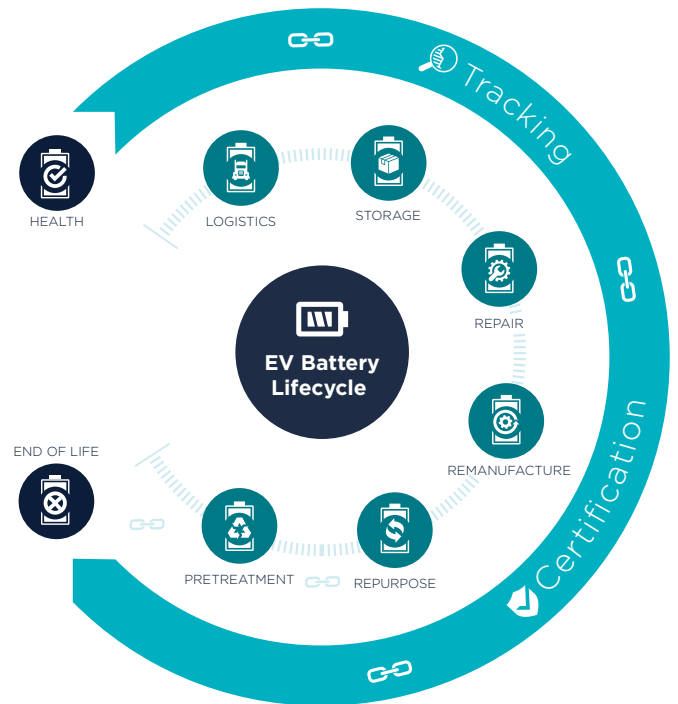 Tracking
HEALTH
LOGISTICS
STORAGE
REPAIR
EV Battery
Lifecycle
REMANUFACTURE
END OF LIFE
PRETREATMENT
REPURPOSE
Certification